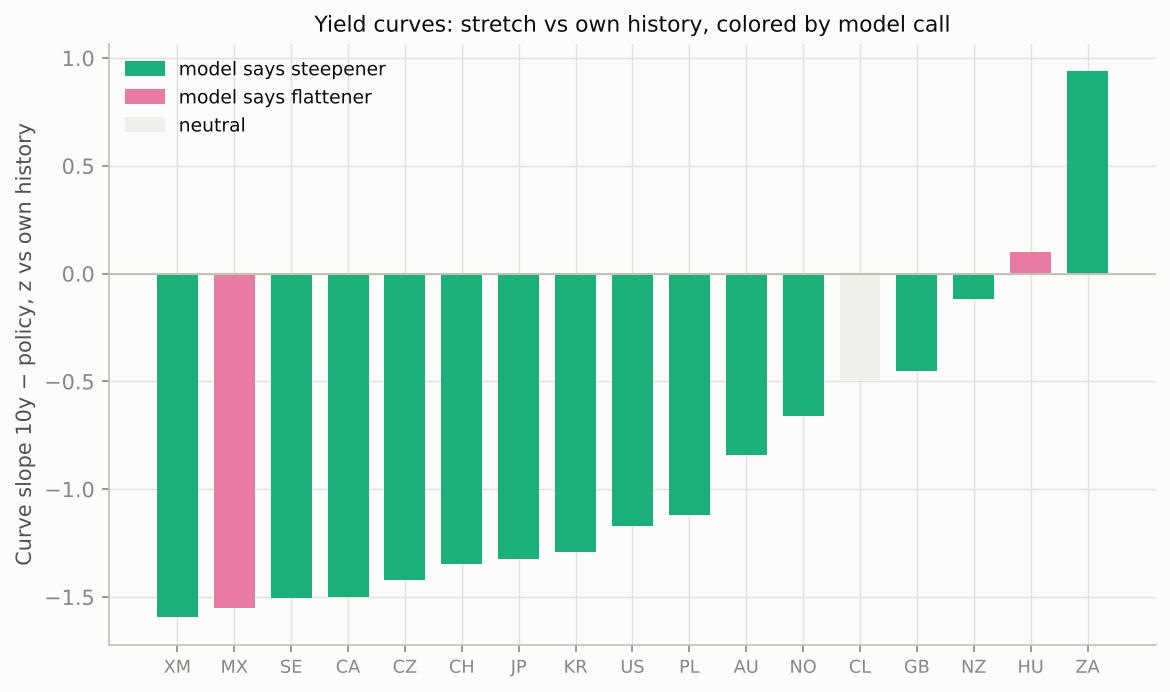 Yield curves: stretch vs own history, colored by model call
model says steepener
model says flattener
neutral
Curve slope 10y − policy, z vs own history
1.0
0.5
0.0
−0.5
−1.0
−1.5
XM MX SE CA CZ CH JP KR US PL AU NO CL GB NZ HU ZA